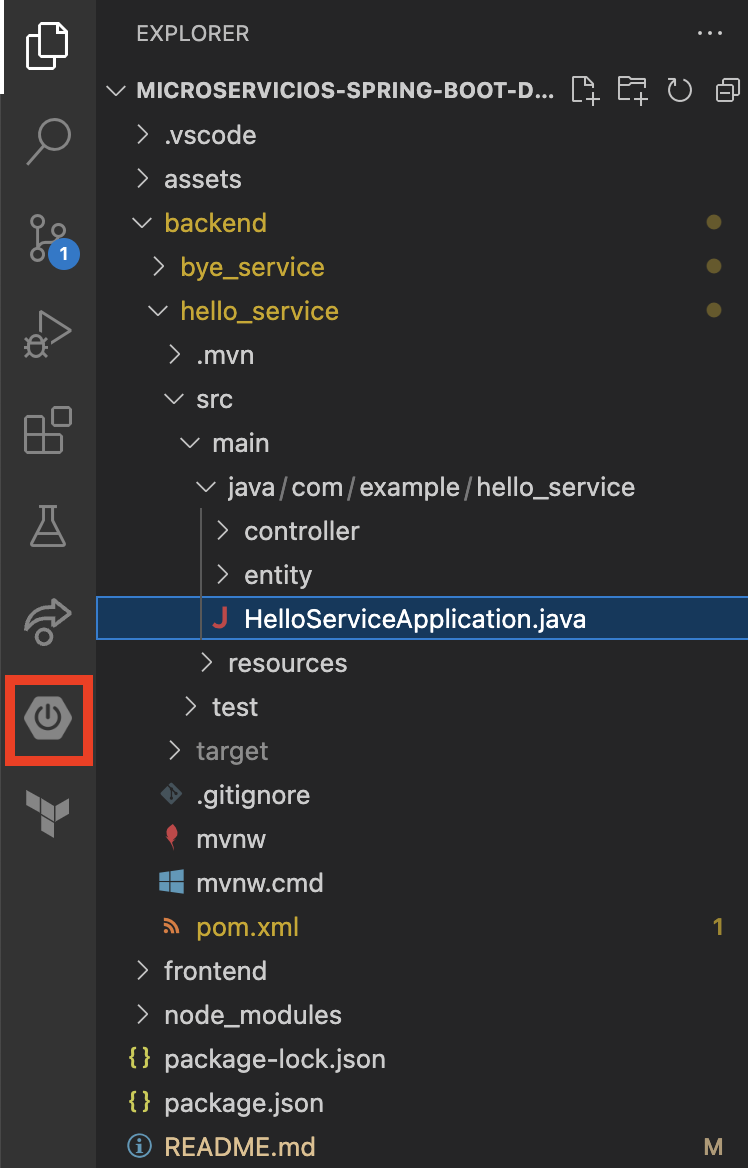 EXPLORER
MICROSERVICIOS-SPRING-BOOT-D...
.vscode
assets
backend
bye_service
1
hello_service
.mvn
src
main
java/com/example/hello_service
controller
entity
J HelloServiceApplication.java
resources
test
target
.gitignore
mvnw
mvnw.cmd
pom.xml 1
frontend
node_modules
{} package-lock.json
{} package.json
README.md M